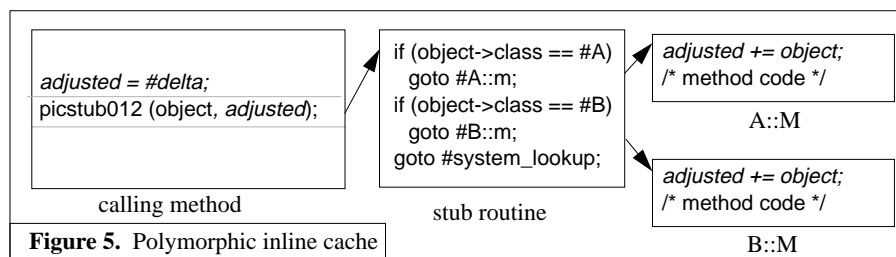 adjusted = #delta;
picstub012 (object, adjusted);
calling method
if (object->class == #A)
goto #A::m;
if (object->class == #B)
goto #B::m;
goto #system_lookup;
stub routine
adjusted += object;
/* method code */
A::M
adjusted += object;
/* method code */
B::M
Figure 5. Polymorphic inline cache